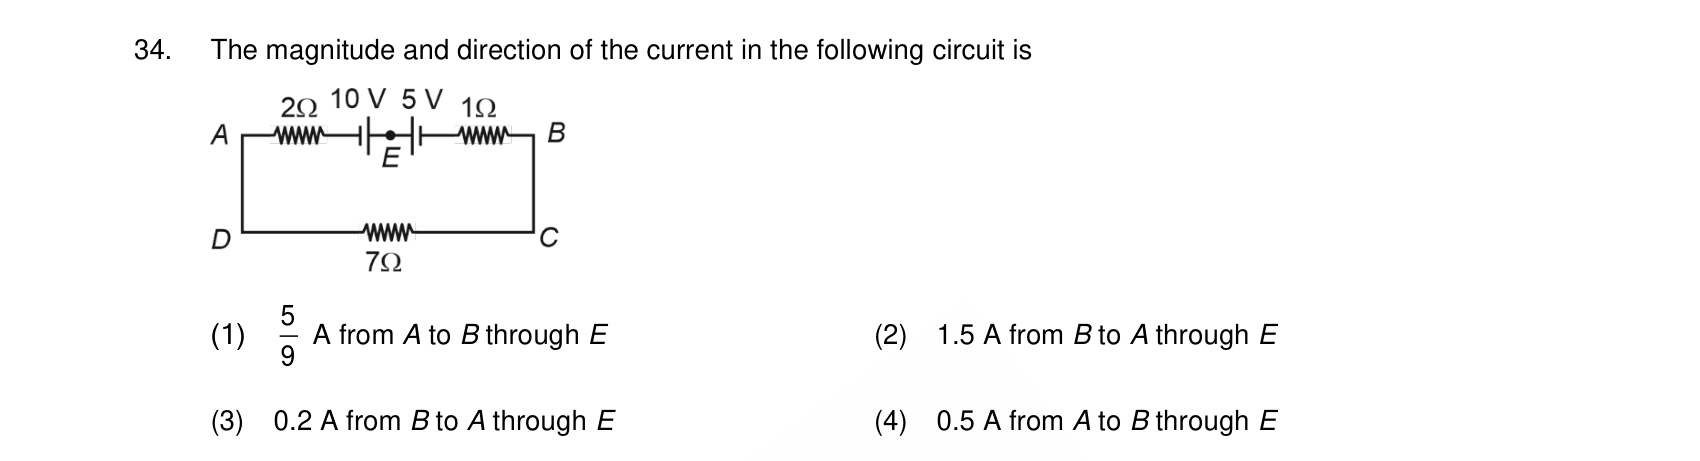 34. The magnitude and direction of the current in the following circuit is
2Ω 10 V 5 V 1Ω
A B
E
D C
7Ω
(1) 5/9 A from A to B through E (2) 1.5 A from B to A through E
(3) 0.2 A from B to A through E (4) 0.5 A from A to B through E